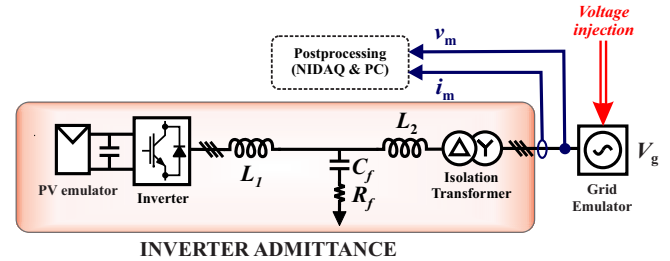 Voltage
injection
Postprocessing
(NIDAQ & PC)
v_m
i_m
PV emulator
Inverter
L_1
C_f
R_f
L_2
Isolation
Transformer
Grid
Emulator
V_g
INVERTER ADMITTANCE